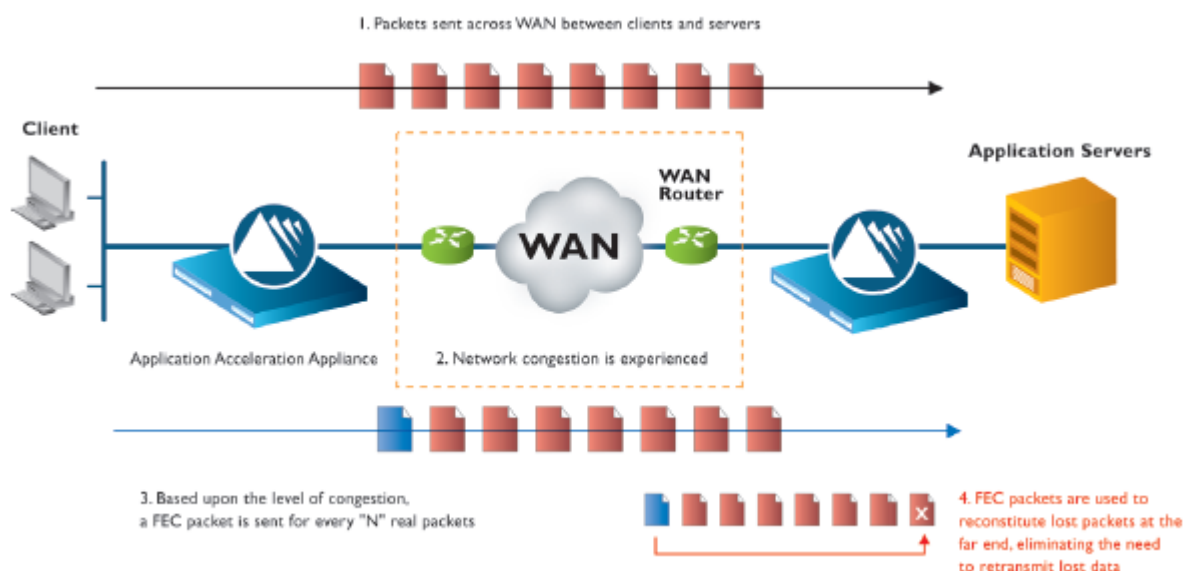 1. Packets sent across WAN between clients and servers
Client
Application Servers
WAN
Router
WAN
Application Acceleration Appliance
2. Network congestion is experienced
3. Based upon the level of congestion,
a FEC packet is sent for every "N" real packets
X
4. FEC packets are used to
reconstitute lost packets at the
far end, eliminating the need
to retransmit lost data